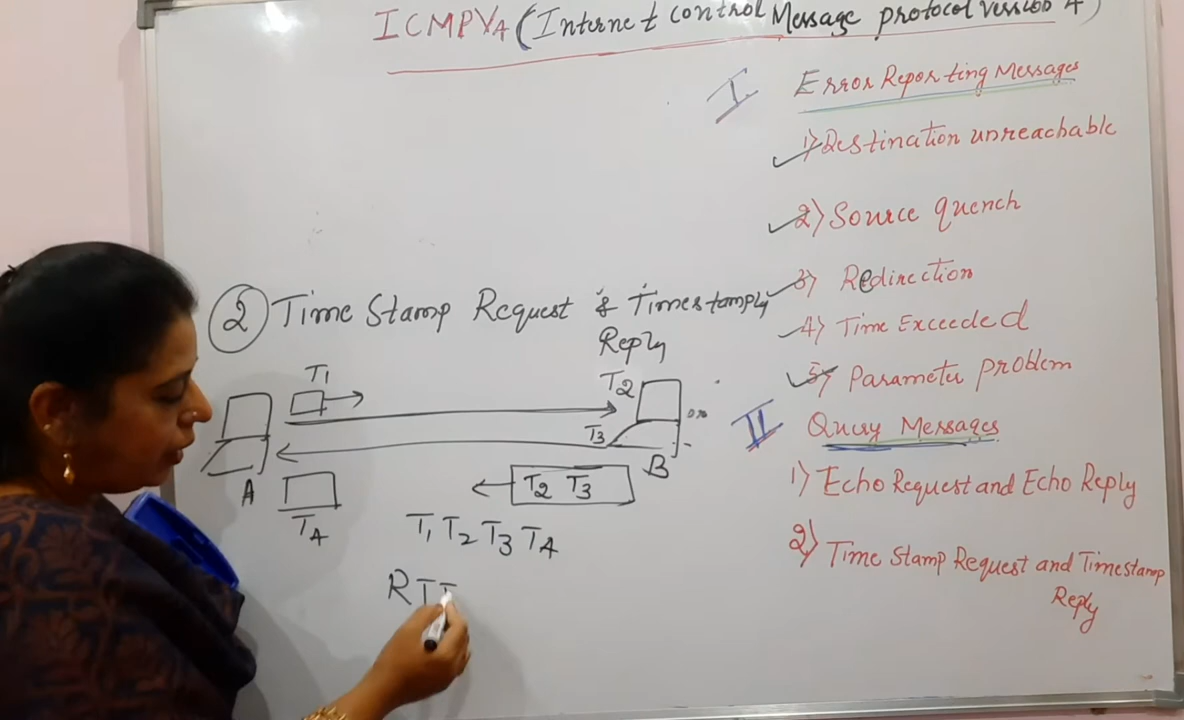 ICMPV4 (Internet control Message protocol version 4)
I Error Reporting Messages
1) Destination unreachable
2) Source quench
3) Redirection
4) Time Exceeded
5) Parameter problem
II Query Messages
1) Echo Request and Echo Reply
2) Time Stamp Request and Timestamp
Reply
2 Time Stamp Request & Timestamply
Reply
T1
T2
T3
A
B
T4
T2 T3
T1 T2 T3 T4
RTT